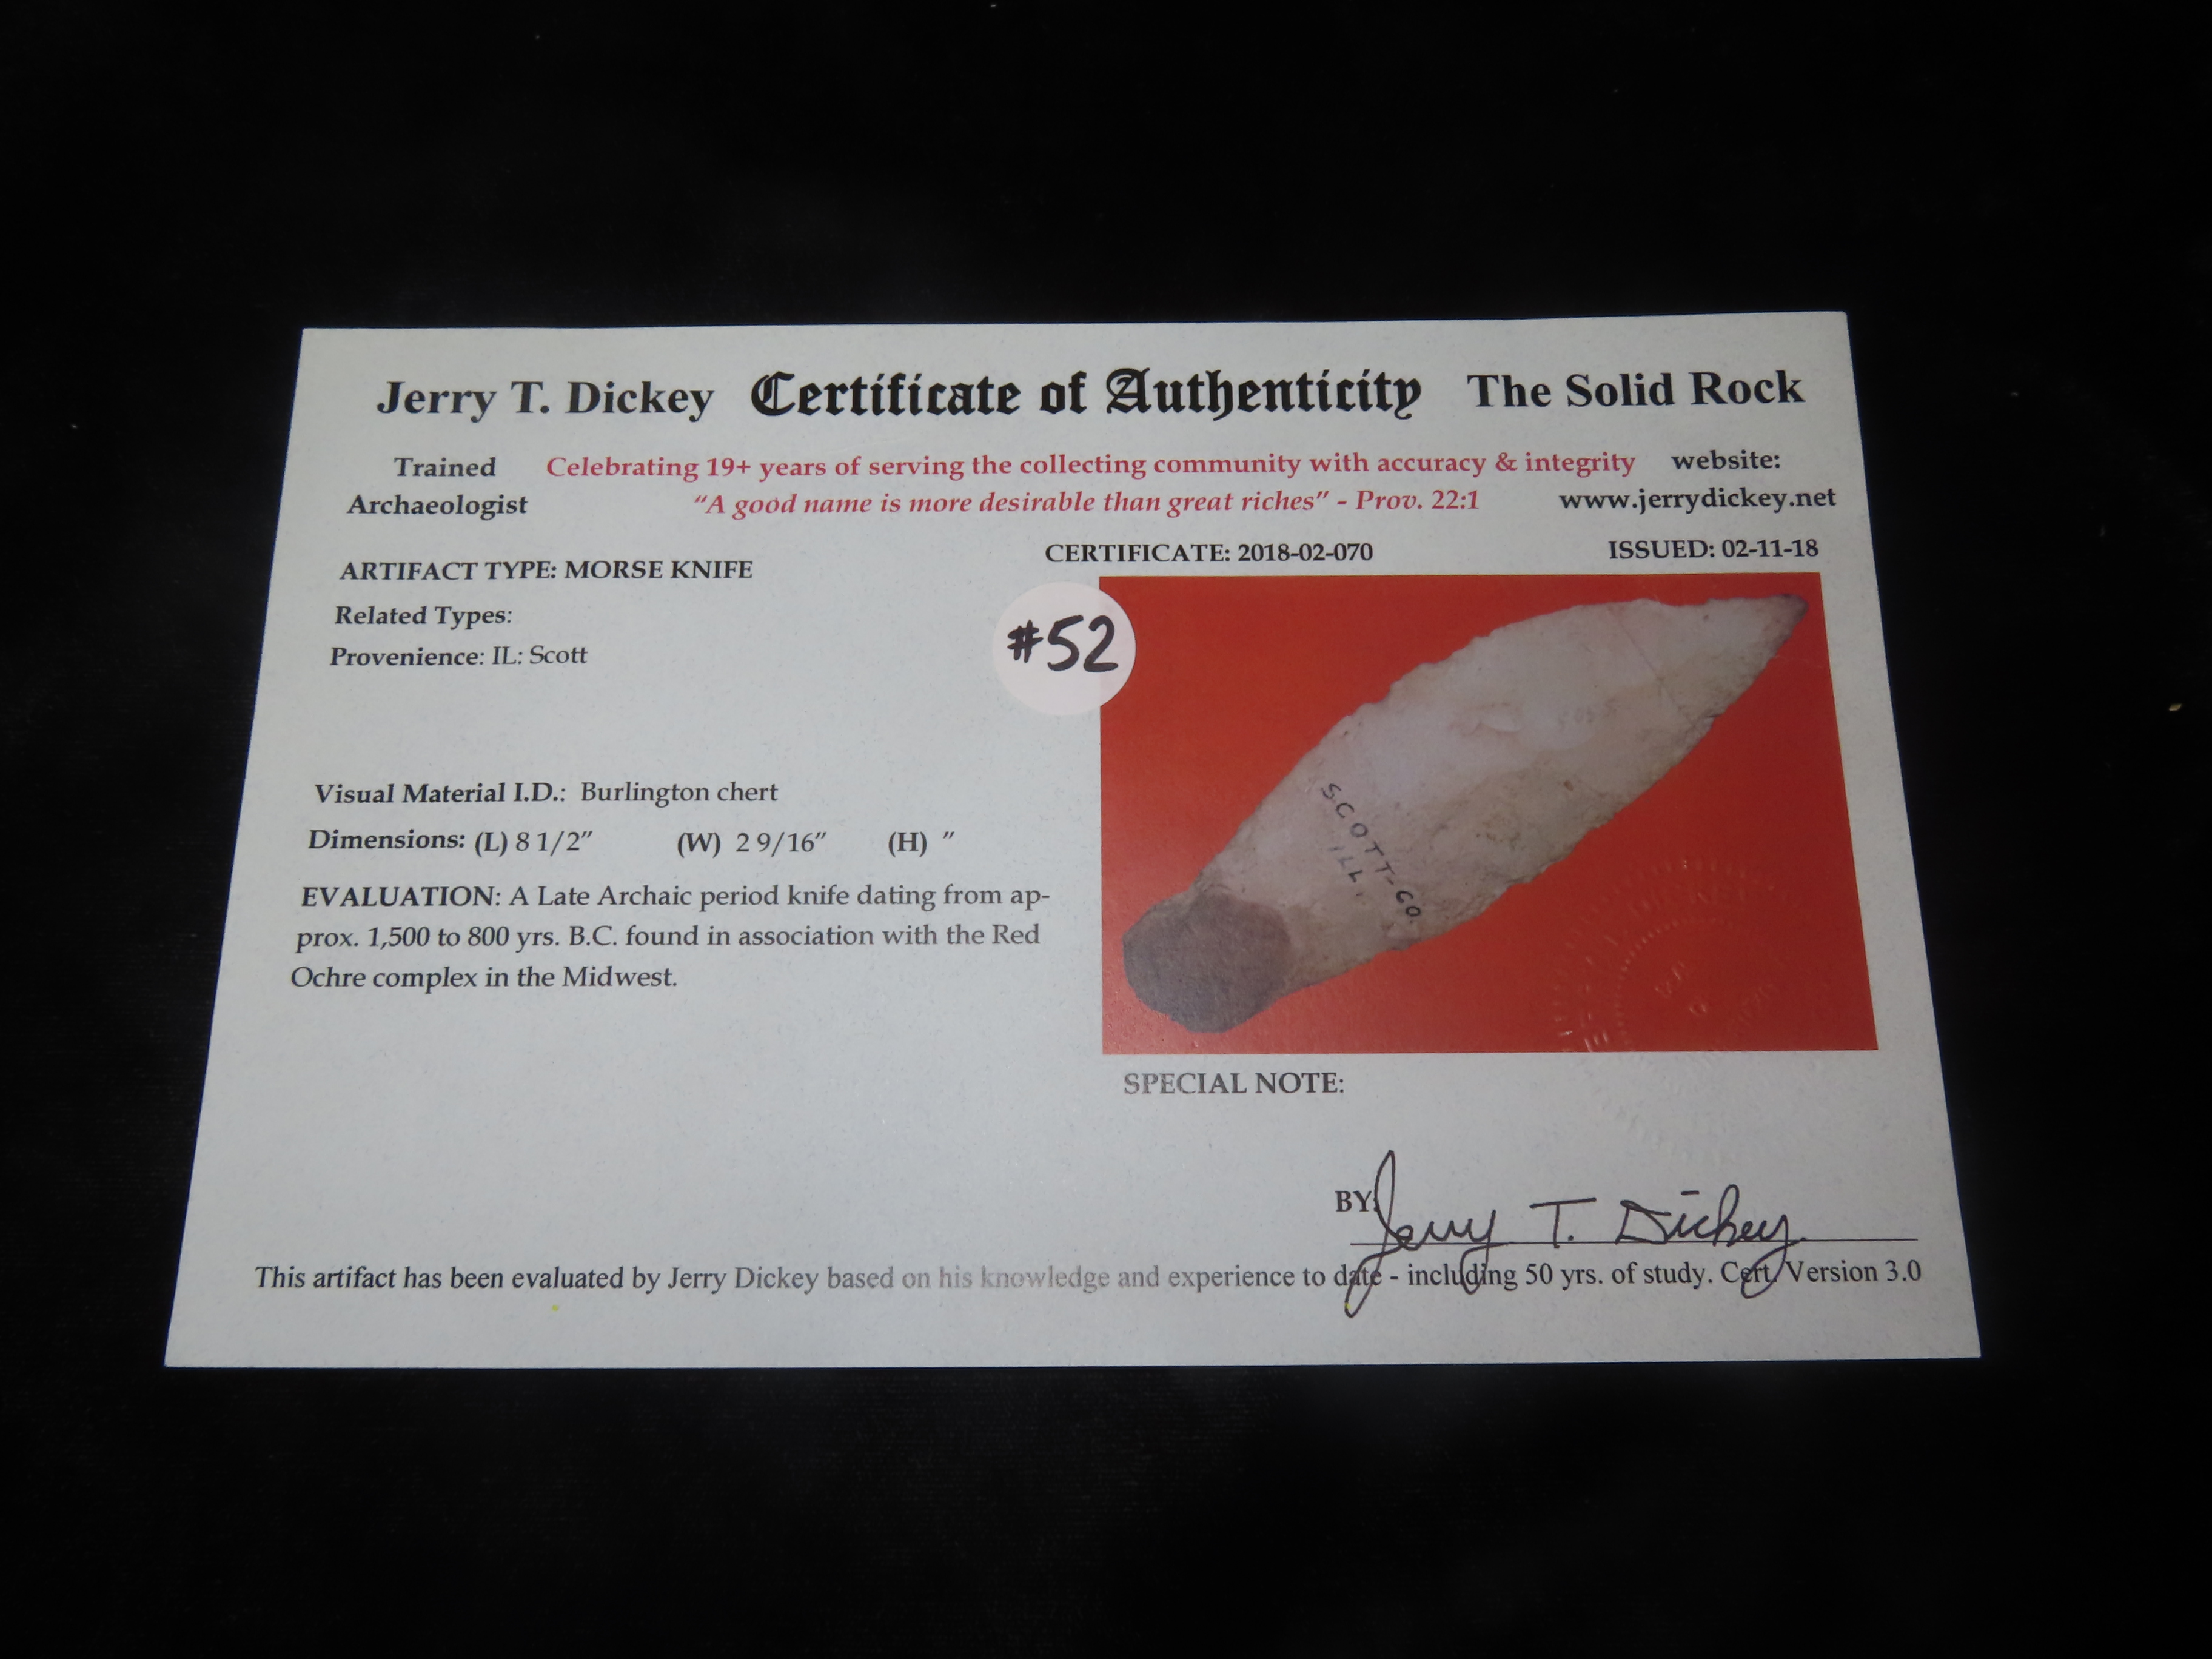 Jerry T. Dickey Certificate of Authenticity The Solid Rock
Trained Celebrating 19+ years of serving the collecting community with accuracy & integrity website:
Archaeologist "A good name is more desirable than great riches" - Prov. 22:1 www.jerrydickey.net
ARTIFACT TYPE: MORSE KNIFE
CERTIFICATE: 2018-02-070 ISSUED: 02-11-18
Related Types:
Provenience: IL: Scott
#52
SCOTT-CO.
ILL.
Visual Material I.D.: Burlington chert
Dimensions: (L) 8 1/2" (W) 2 9/16" (H) "
EVALUATION: A Late Archaic period knife dating from ap-
prox. 1,500 to 800 yrs. B.C. found in association with the Red
Ochre complex in the Midwest.
SPECIAL NOTE:
BY: Jerry T. Dickey
This artifact has been evaluated by Jerry Dickey based on his knowledge and experience to date - including 50 yrs. of study. Cert. Version 3.0